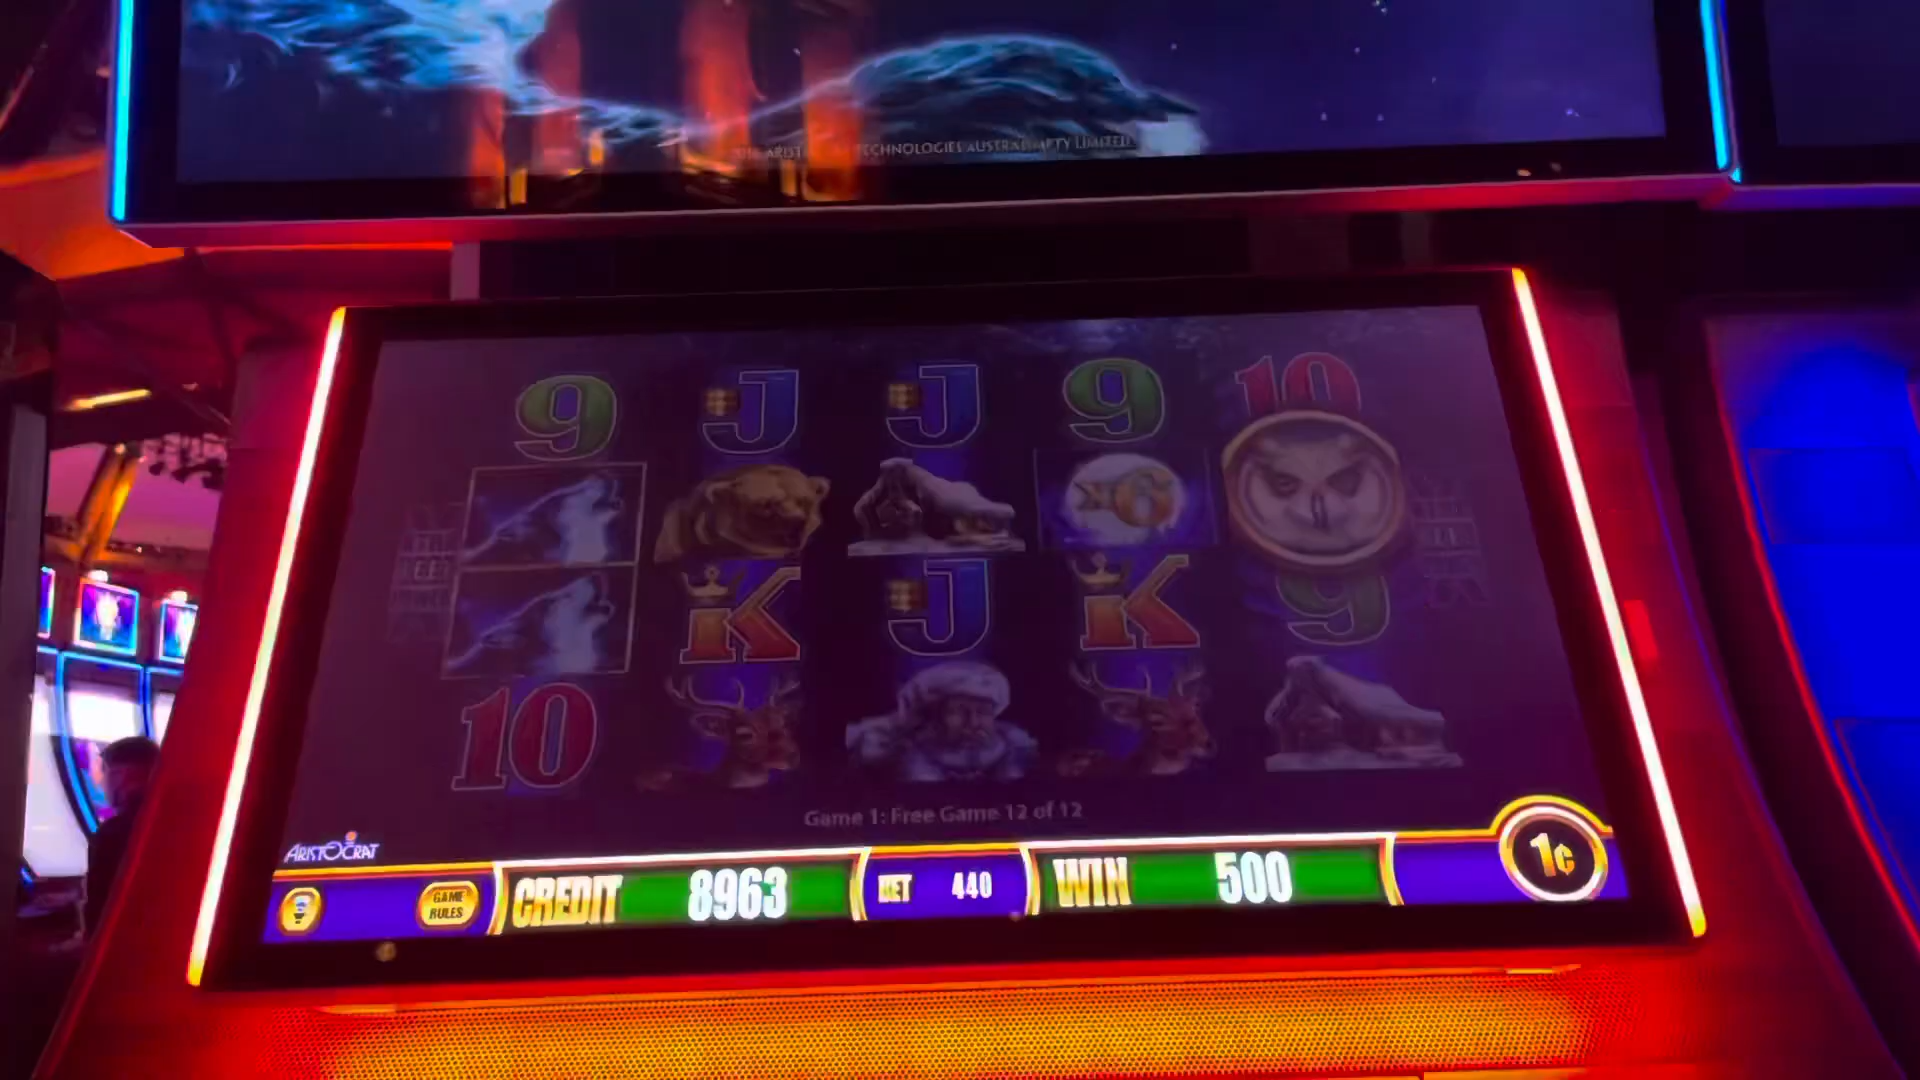 TECHNOLOGIES AUSTRALIA PTY LIMITED
9 J J 9 10
X6
K J K 9
10
Game 1: Free Game 12 of 12
ARISTOCRAT
GAME RULES
CREDIT 8963 BET 440 WIN 500
1¢